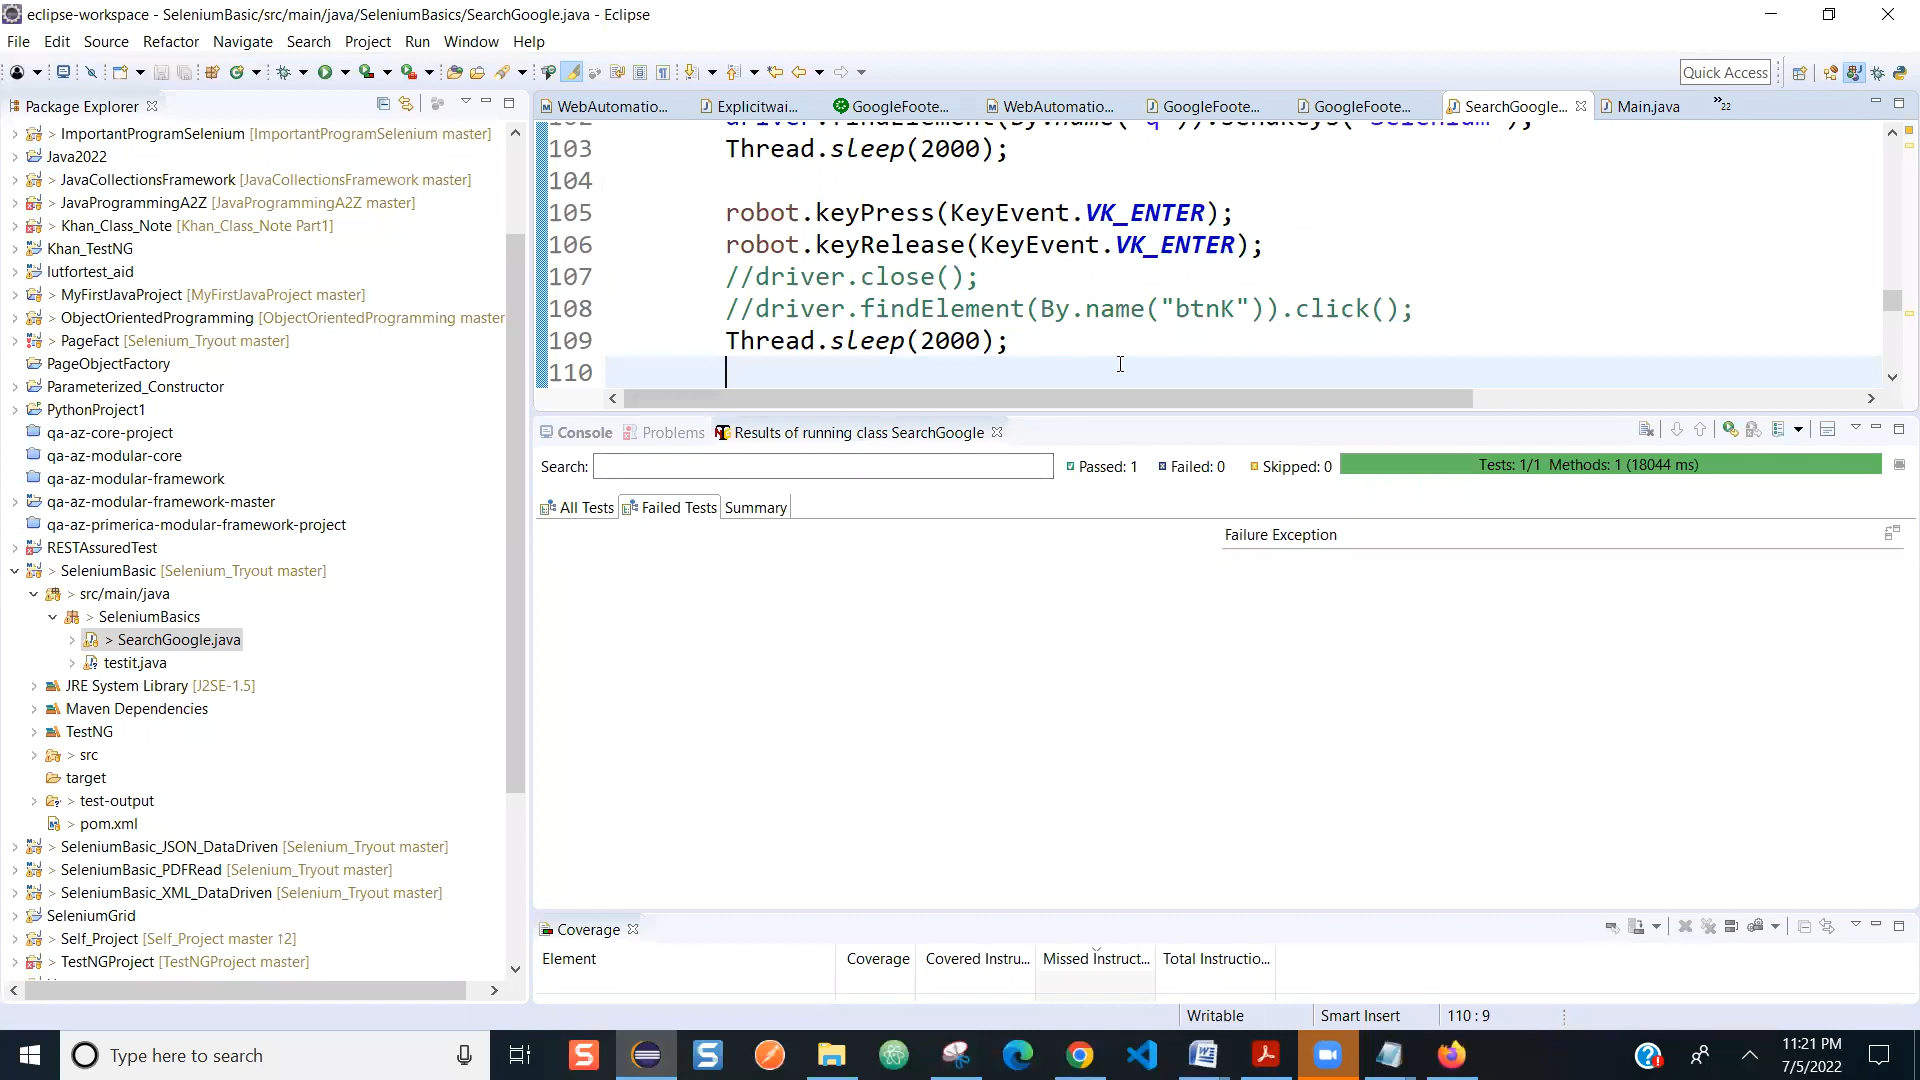 eclipse-workspace - SeleniumBasic/src/main/java/SeleniumBasics/SearchGoogle.java - Eclipse
File Edit Source Refactor Navigate Search Project Run Window Help
Quick Access
Package Explorer
WebAutomatio... Explicitwai... GoogleFoote... WebAutomatio... GoogleFoote... GoogleFoote... SearchGoogle... Main.java »22
> ImportantProgramSelenium [ImportantProgramSelenium master]
Java2022
> JavaCollectionsFramework [JavaCollectionsFramework master]
> JavaProgrammingA2Z [JavaProgrammingA2Z master]
> Khan_Class_Note [Khan_Class_Note Part1]
Khan_TestNG
lutfortest_aid
> MyFirstJavaProject [MyFirstJavaProject master]
> ObjectOrientedProgramming [ObjectOrientedProgramming master
> PageFact [Selenium_Tryout master]
PageObjectFactory
Parameterized_Constructor
PythonProject1
qa-az-core-project
qa-az-modular-core
qa-az-modular-framework
qa-az-modular-framework-master
qa-az-primerica-modular-framework-project
RESTAssuredTest
> SeleniumBasic [Selenium_Tryout master]
> src/main/java
> SeleniumBasics
> SearchGoogle.java
testit.java
JRE System Library [J2SE-1.5]
Maven Dependencies
TestNG
> src
target
> test-output
> pom.xml
> SeleniumBasic_JSON_DataDriven [Selenium_Tryout master]
> SeleniumBasic_PDFRead [Selenium_Tryout master]
> SeleniumBasic_XML_DataDriven [Selenium_Tryout master]
SeleniumGrid
> Self_Project [Self_Project master ↑2]
> TestNGProject [TestNGProject master]
102 driver.findElement(By.name("q")).sendKeys("Selenium");
103 Thread.sleep(2000);
104
105 robot.keyPress(KeyEvent.VK_ENTER);
106 robot.keyRelease(KeyEvent.VK_ENTER);
107 //driver.close();
108 //driver.findElement(By.name("btnK")).click();
109 Thread.sleep(2000);
110
Console Problems Results of running class SearchGoogle
Search: Passed: 1 Failed: 0 Skipped: 0 Tests: 1/1 Methods: 1 (18044 ms)
All Tests Failed Tests Summary
Failure Exception
Coverage
Element Coverage Covered Instru... Missed Instruct... Total Instructio...
Writable Smart Insert 110 : 9
Type here to search
11:21 PM
7/5/2022